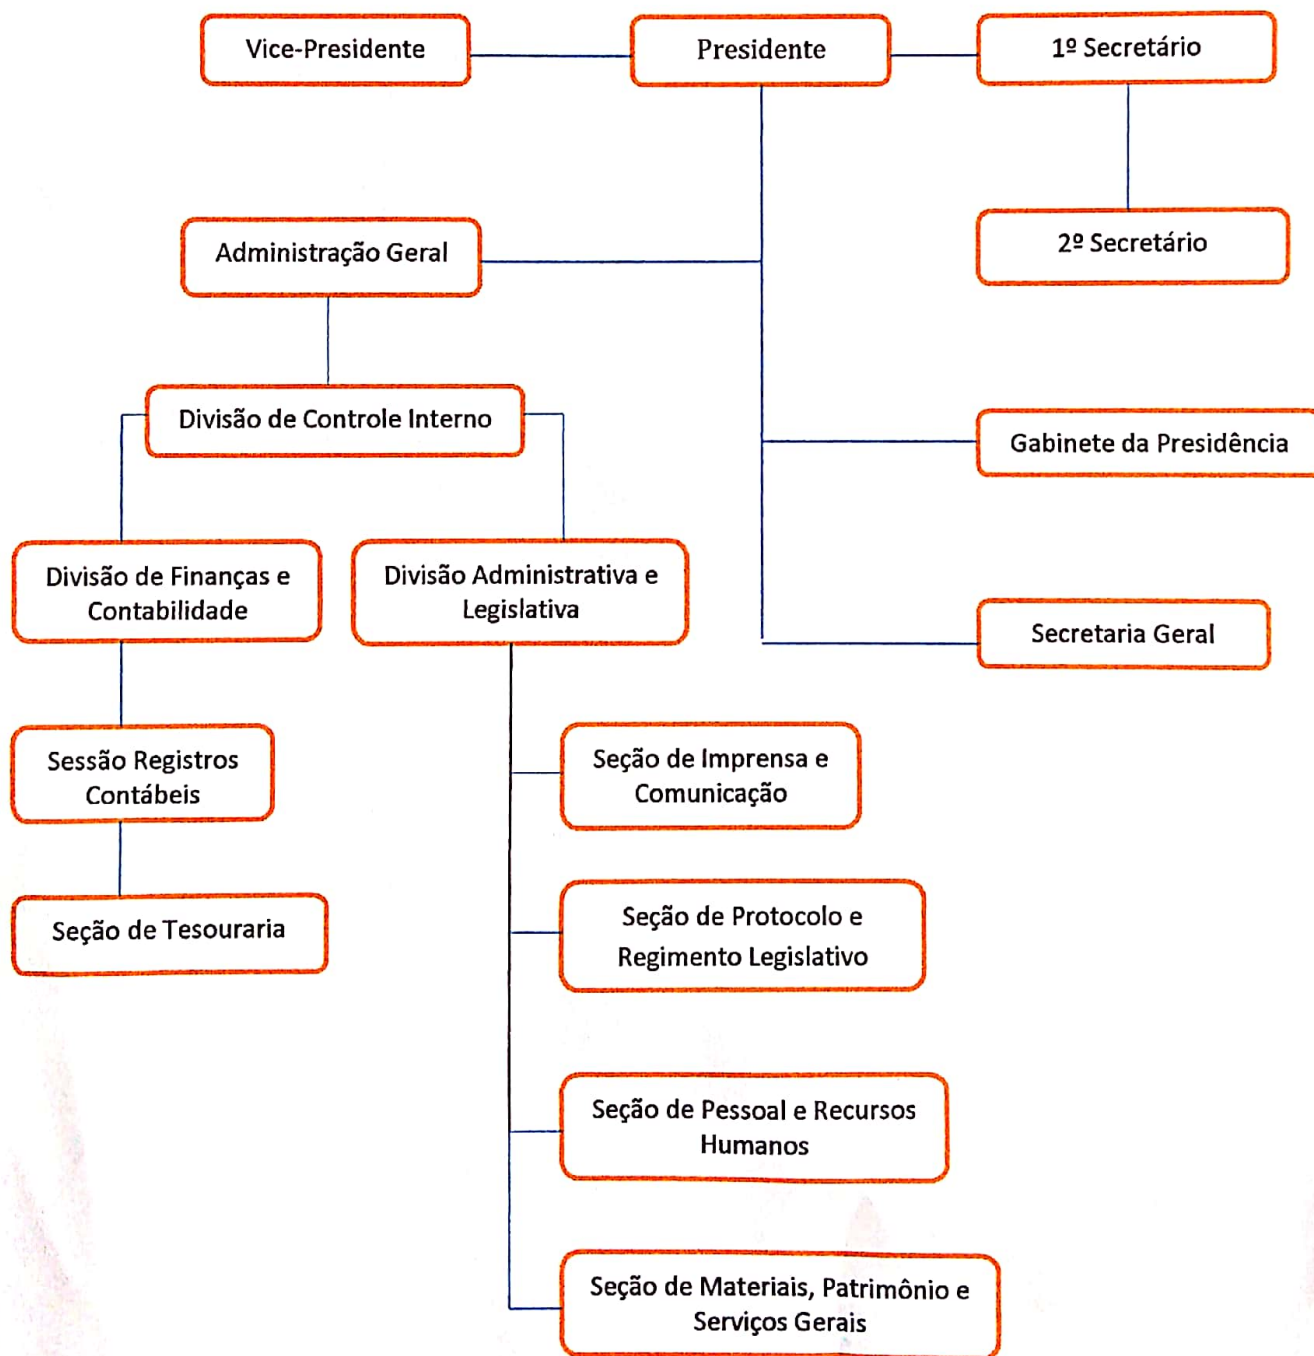 Vice-Presidente
Presidente
1º Secretário
Administração Geral
2º Secretário
Divisão de Controle Interno
Gabinete da Presidência
Divisão de Finanças e
Contabilidade
Divisão Administrativa e
Legislativa
Secretaria Geral
Sessão Registros
Contábeis
Seção de Imprensa e
Comunicação
Seção de Tesouraria
Seção de Protocolo e
Regimento Legislativo
Seção de Pessoal e Recursos
Humanos
Seção de Materiais, Patrimônio e
Serviços Gerais